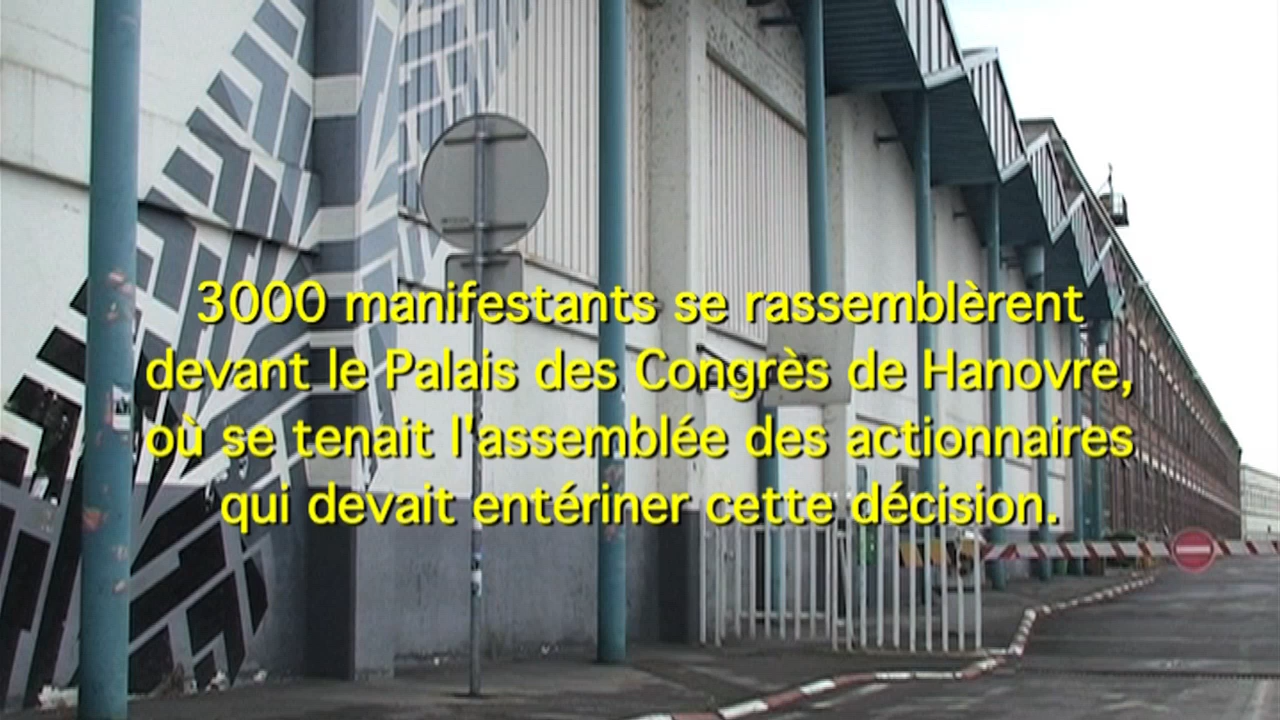 3000 manifestants se rassemblèrent
devant le Palais des Congrès de Hanovre,
où se tenait l'assemblée des actionnaires
qui devait entériner cette décision.